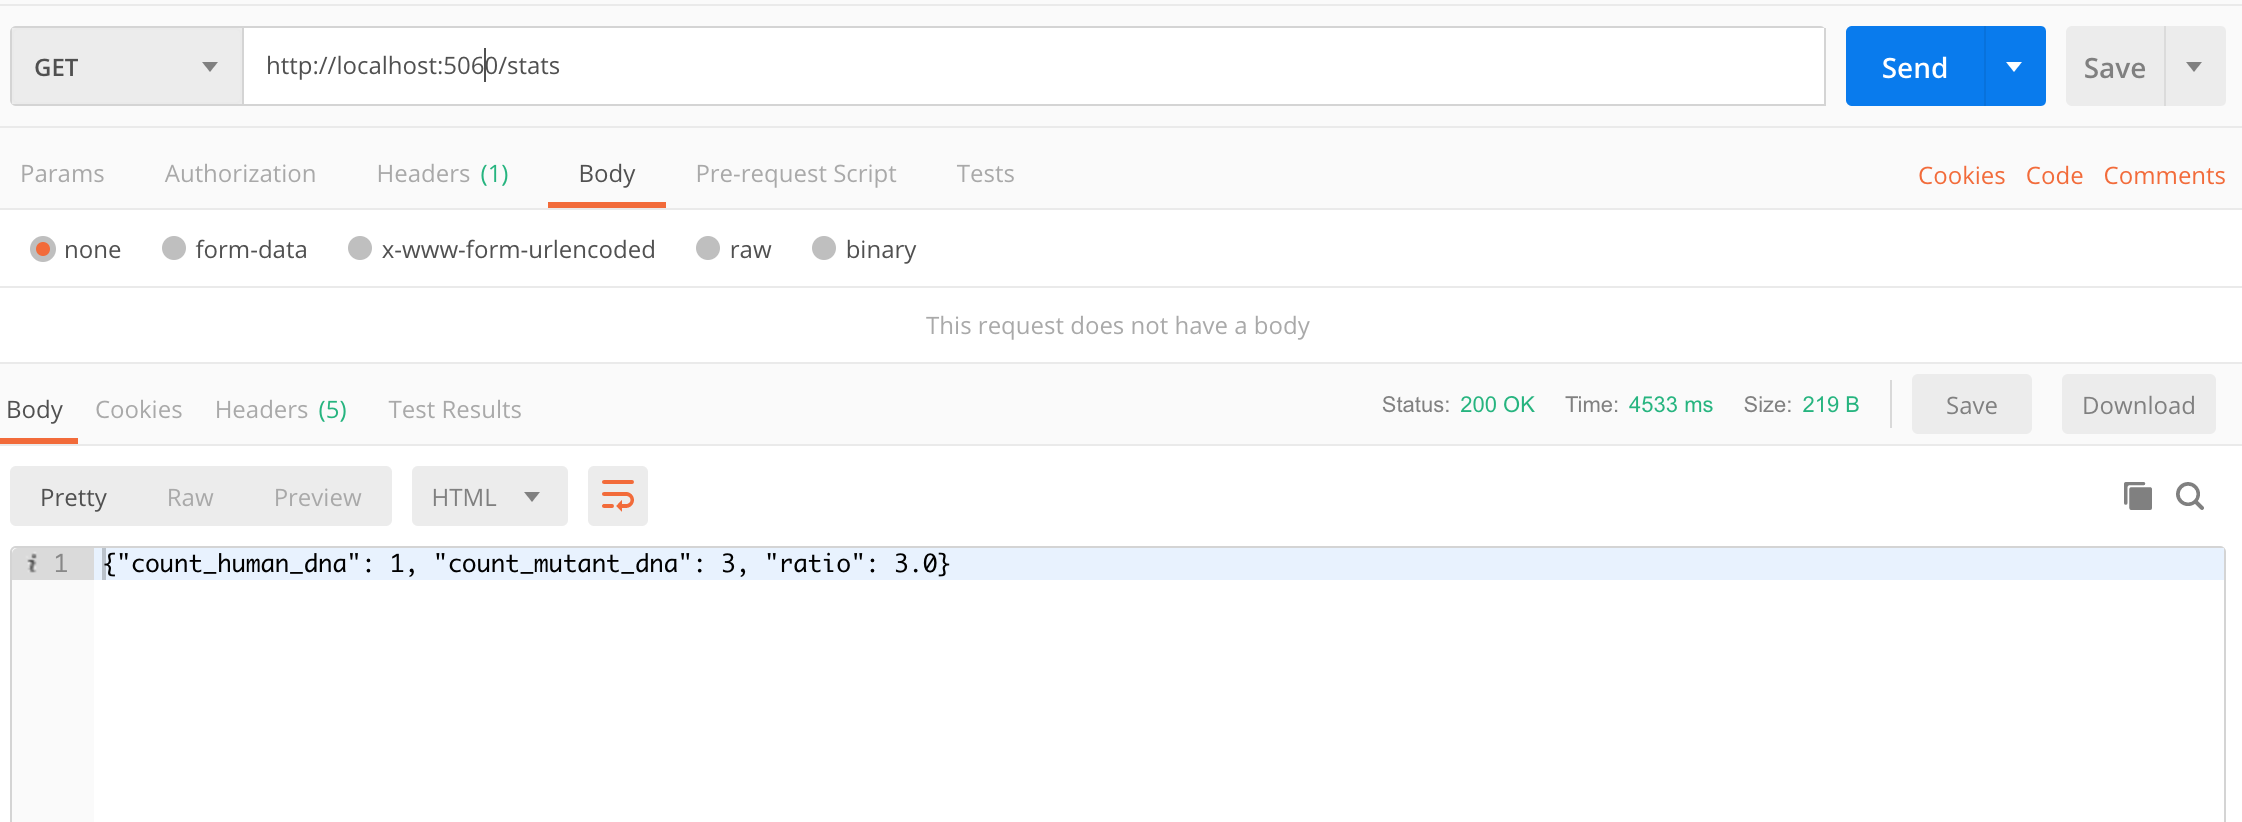 GET http://localhost:5060/stats Send Save
Params Authorization Headers (1) Body Pre-request Script Tests Cookies Code Comments
none form-data x-www-form-urlencoded raw binary
This request does not have a body
Body Cookies Headers (5) Test Results Status: 200 OK Time: 4533 ms Size: 219 B Save Download
Pretty Raw Preview HTML
i 1 {"count_human_dna": 1, "count_mutant_dna": 3, "ratio": 3.0}